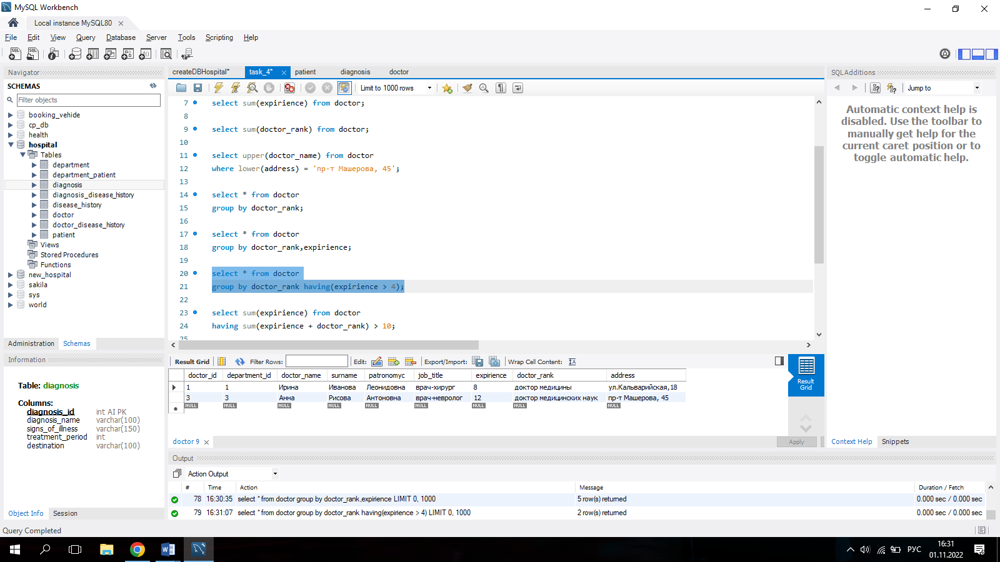 MySQL Workbench
Local instance MySQL80
File Edit View Query Database Server Tools Scripting Help
Navigator
SCHEMAS
Filter objects
booking_vehide
cp_db
health
hospital
Tables
department
department_patient
diagnosis
diagnosis_disease_history
disease_history
doctor
doctor_disease_history
patient
Views
Stored Procedures
Functions
new_hospital
sakila
sys
world
Administration Schemas
Information
Table: diagnosis
Columns:
diagnosis_id int AI PK
diagnosis_name varchar(100)
signs_of_illness varchar(150)
treatment_period int
destination varchar(100)
Object Info Session
Query Completed
createDBHospital* task_4* patient diagnosis doctor
Limit to 1000 rows
7 select sum(expirience) from doctor;
8
9 select sum(doctor_rank) from doctor;
10
11 select upper(doctor_name) from doctor
12 where lower(address) = 'пр-т Машерова, 45';
13
14 select * from doctor
15 group by doctor_rank;
16
17 select * from doctor
18 group by doctor_rank,expirience;
19
20 select * from doctor
21 group by doctor_rank having(expirience > 4);
22
23 select sum(expirience) from doctor
24 having sum(expirience + doctor_rank) > 10;
25
Result Grid Filter Rows: Edit: Export/Import: Wrap Cell Content:
doctor_id department_id doctor_name surname patronomyc job_title expirience doctor_rank address
1 1 Ирина Иванова Леонидовна врач-хирург 8 доктор медицины ул.Кальварийская,18
3 3 Анна Рисова Антоновна врач-невролог 12 доктор медицинских наук пр-т Машерова, 45
NULL NULL NULL NULL NULL NULL NULL NULL NULL
Result
Grid
doctor 9
Apply
Output
Action Output
# Time Action Message Duration / Fetch
78 16:30:35 select * from doctor group by doctor_rank,expirience LIMIT 0, 1000 5 row(s) returned 0.000 sec / 0.000 sec
79 16:31:07 select * from doctor group by doctor_rank having(expirience > 4) LIMIT 0, 1000 2 row(s) returned 0.000 sec / 0.000 sec
SQLAdditions
Jump to
Automatic context help is
disabled. Use the toolbar to
manually get help for the
current caret position or to
toggle automatic help.
Context Help Snippets
РУС
16:31
01.11.2022